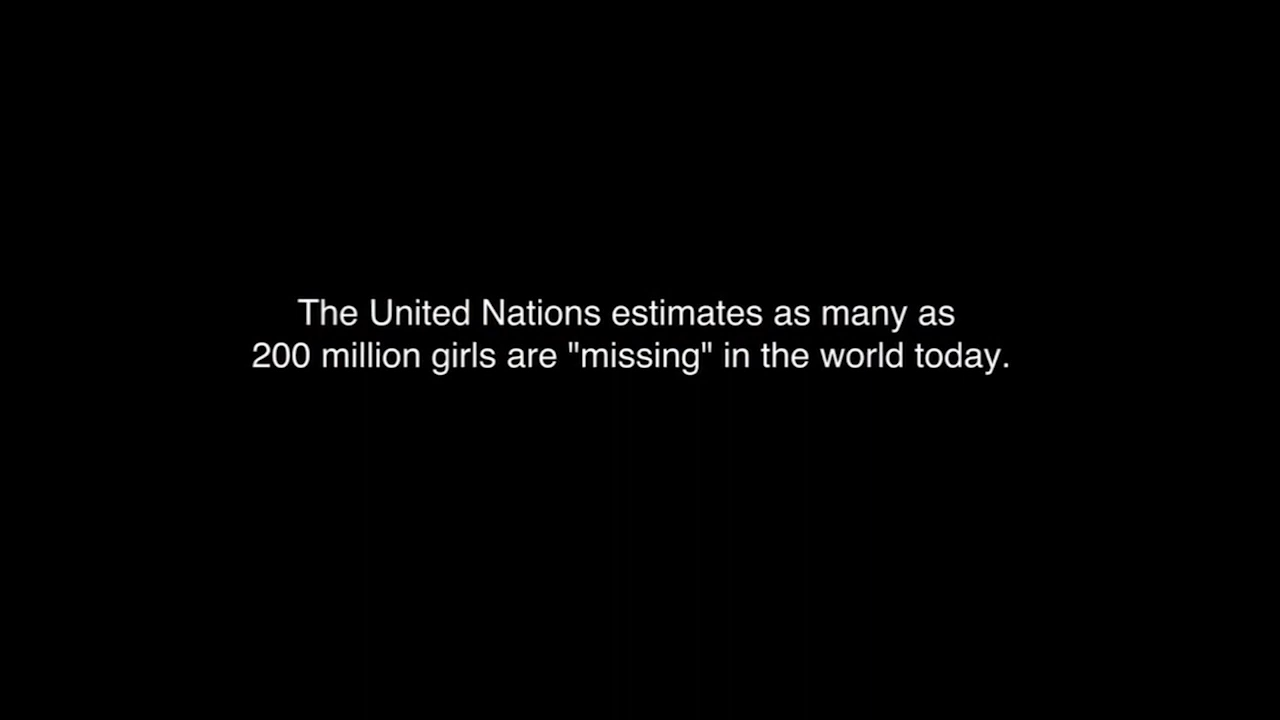 The United Nations estimates as many as
200 million girls are "missing" in the world today.